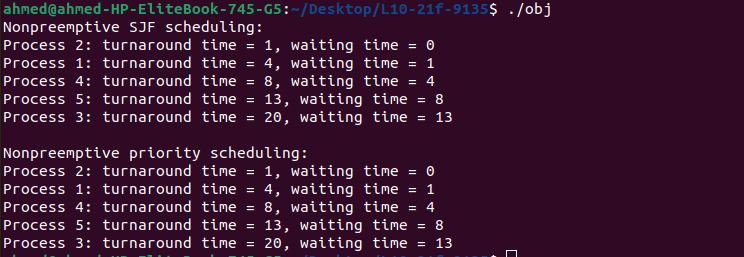 ahmed@ahmed-HP-EliteBook-745-G5:~/Desktop/L10-21f-9135$ ./obj
Nonpreemptive SJF scheduling:
Process 2: turnaround time = 1, waiting time = 0
Process 1: turnaround time = 4, waiting time = 1
Process 4: turnaround time = 8, waiting time = 4
Process 5: turnaround time = 13, waiting time = 8
Process 3: turnaround time = 20, waiting time = 13
Nonpreemptive priority scheduling:
Process 2: turnaround time = 1, waiting time = 0
Process 1: turnaround time = 4, waiting time = 1
Process 4: turnaround time = 8, waiting time = 4
Process 5: turnaround time = 13, waiting time = 8
Process 3: turnaround time = 20, waiting time = 13